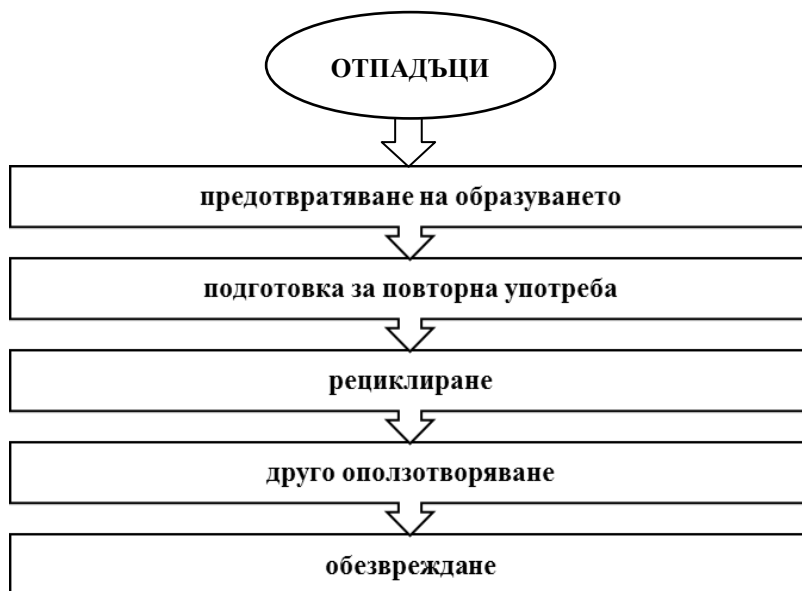 ОТПАДЪЦИ
предотвратяване на образуването
подготовка за повторна употреба
рециклиране
друго оползотворяване
обезвреждане